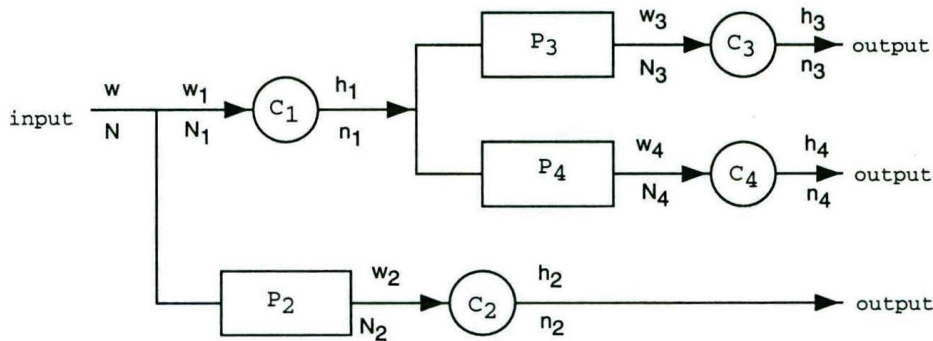 w₃ h₃
P₃ C₃ output
N₃ n₃
w w₁ h₁
input C₁
N N₁ n₁
w₄ h₄
P₄ C₄ output
N₄ n₄
w₂ h₂
P₂ C₂ output
N₂ n₂